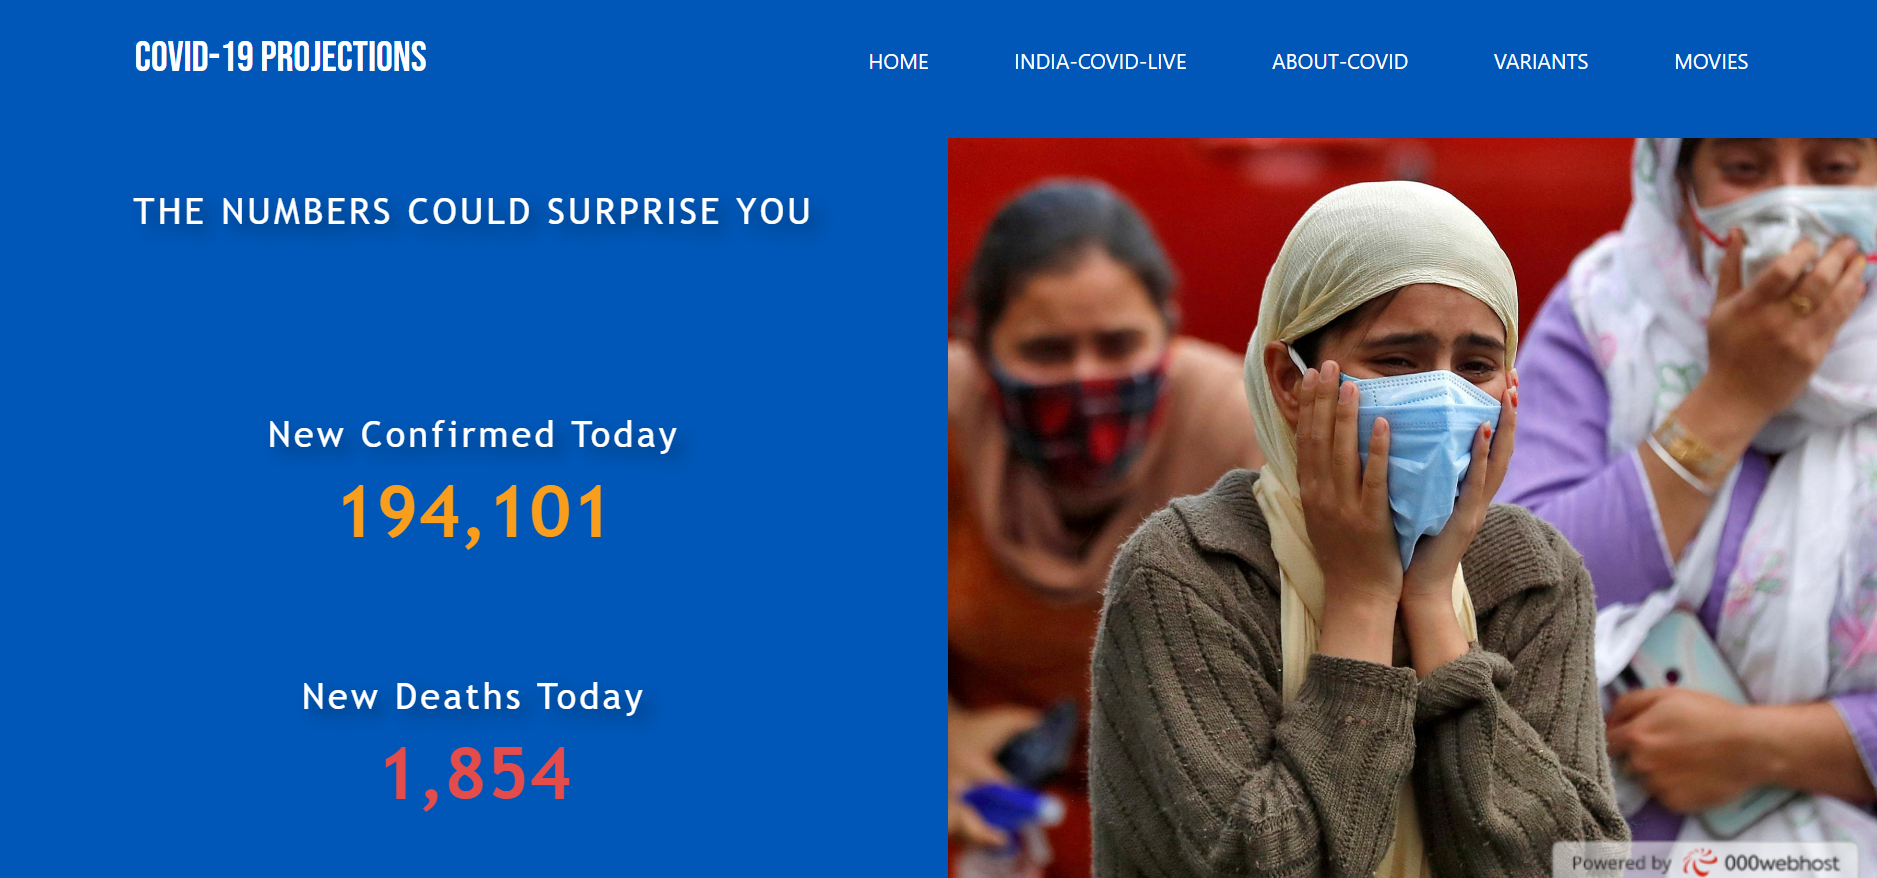 COVID-19 PROJECTIONS
HOME INDIA-COVID-LIVE ABOUT-COVID VARIANTS MOVIES
THE NUMBERS COULD SURPRISE YOU
New Confirmed Today
194,101
New Deaths Today
1,854
Powered by 000webhost